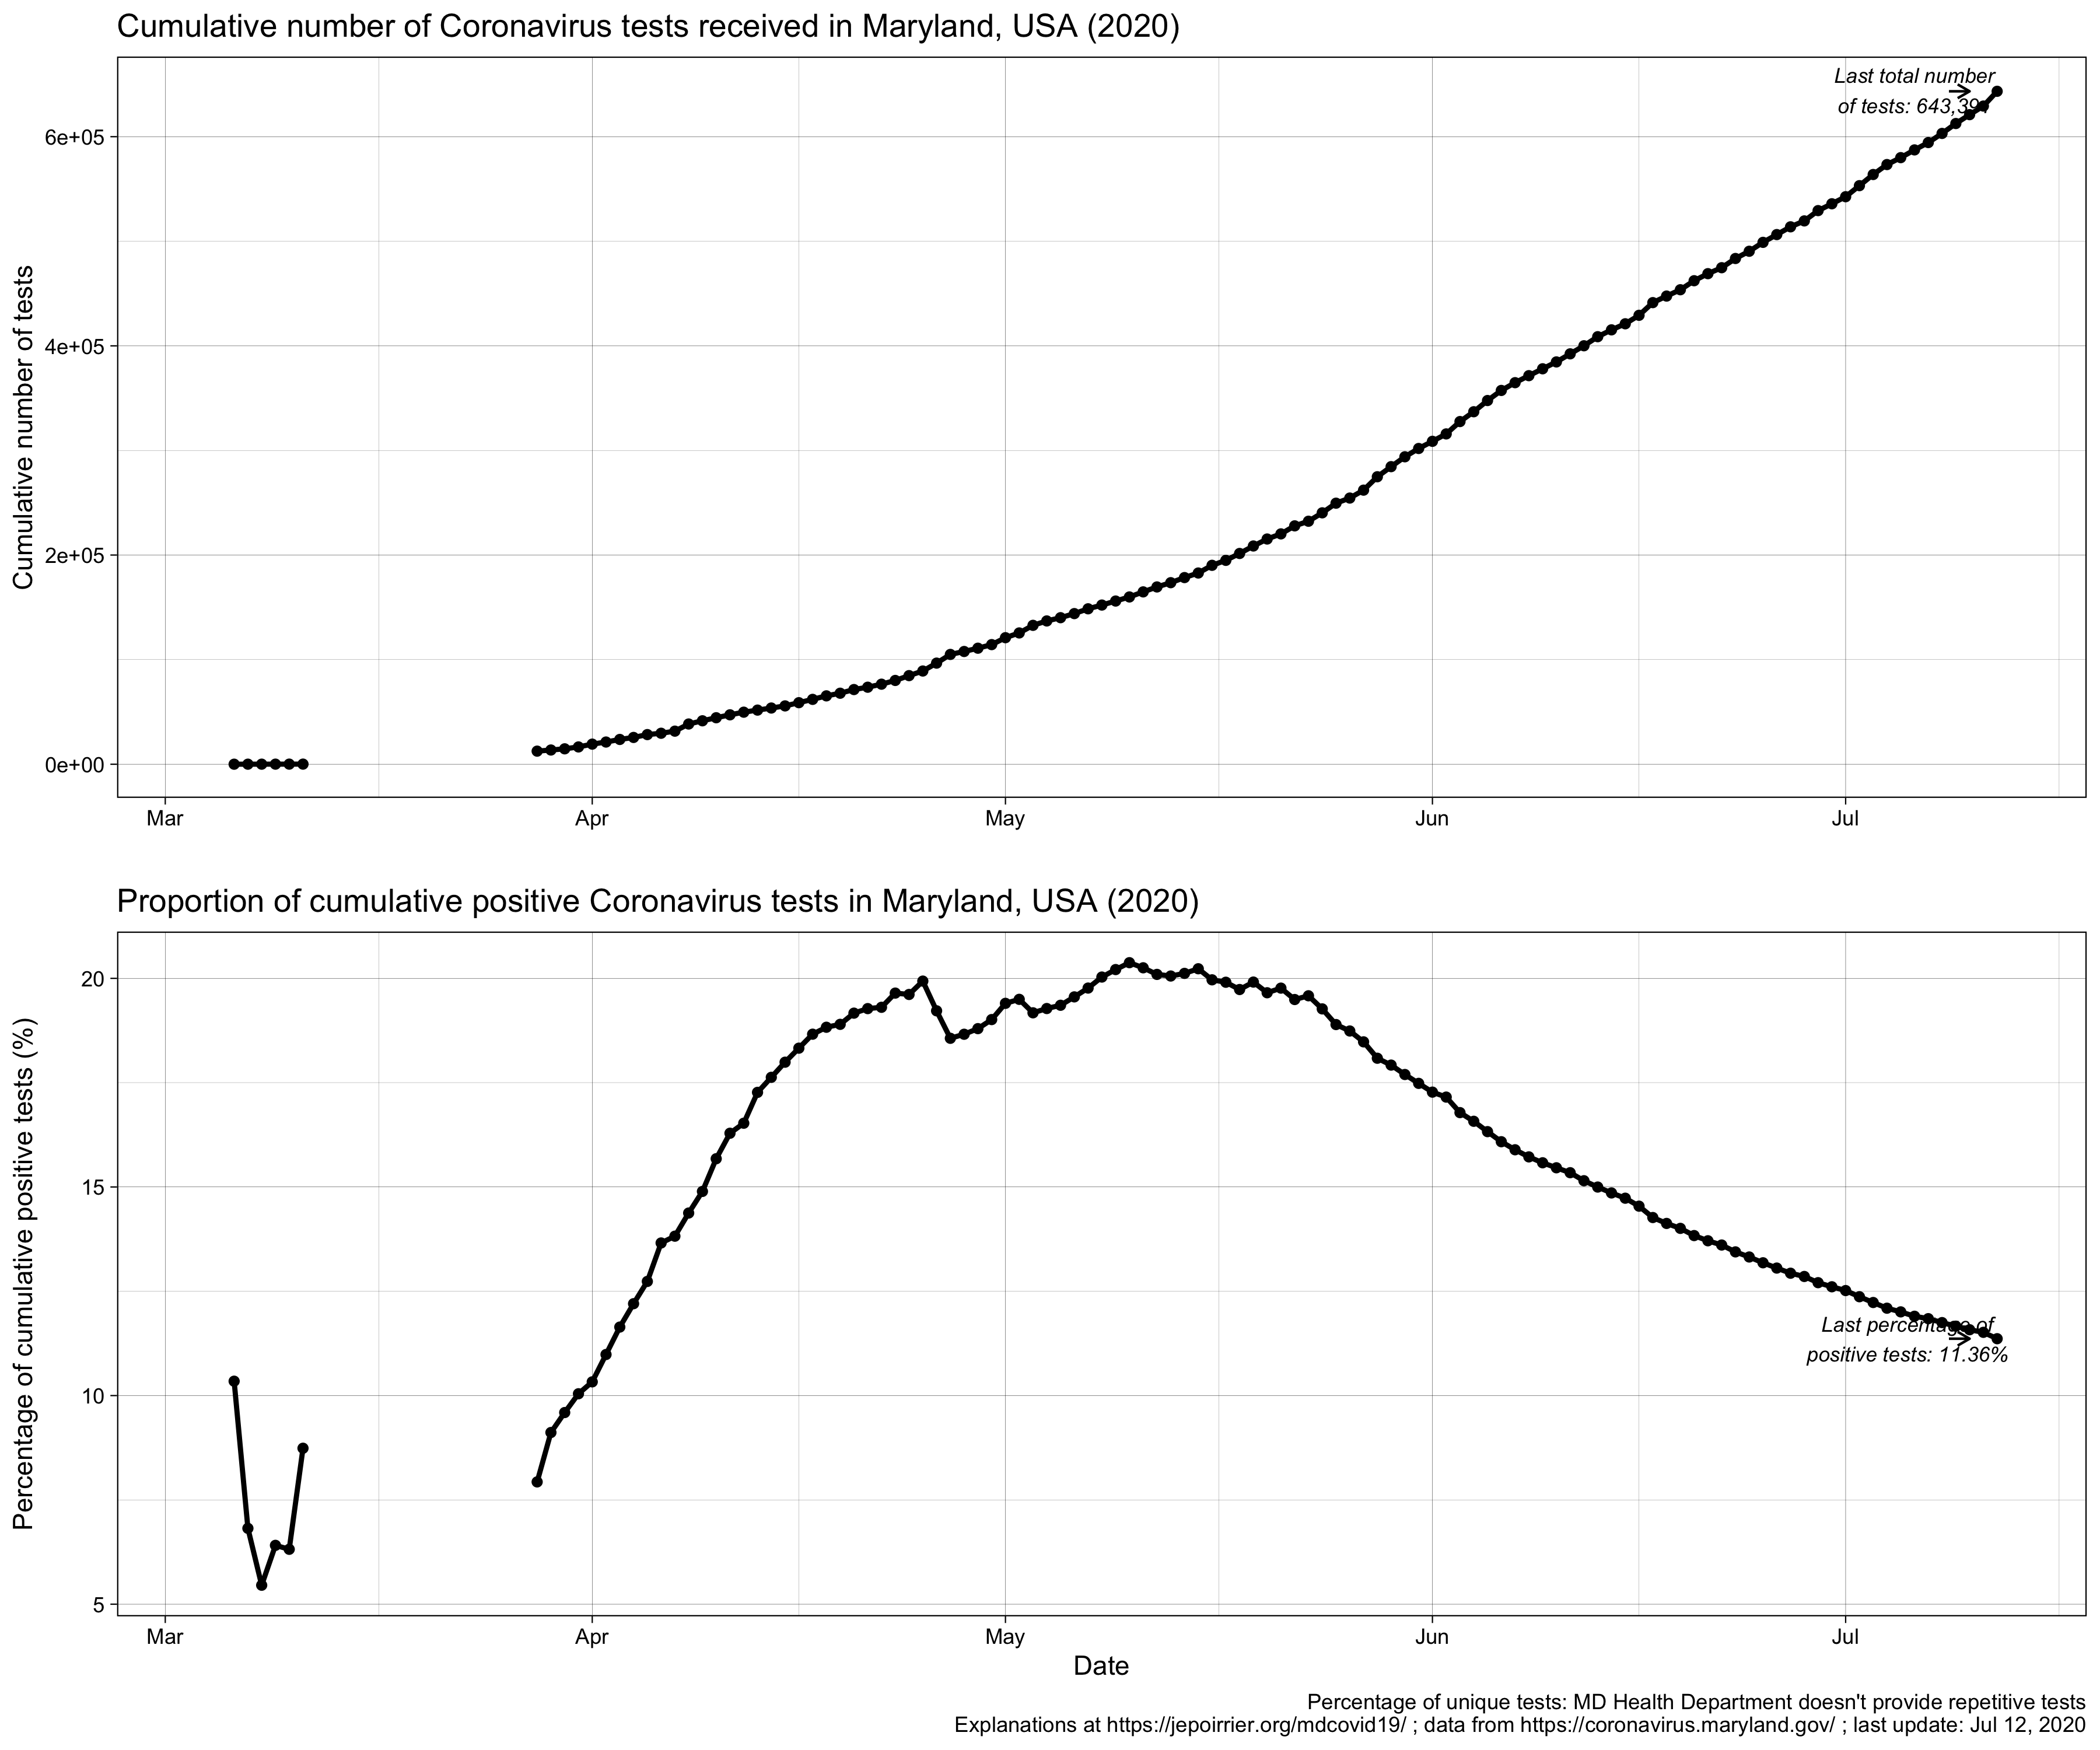 Cumulative number of Coronavirus tests received in Maryland, USA (2020)
Cumulative number of tests
6e+05
4e+05
2e+05
0e+00
Last total number
of tests:
Mar Apr May Jun Jul
Proportion of cumulative positive Coronavirus tests in Maryland, USA (2020)
Percentage of cumulative positive tests (%)
20
15
10
5
Last percentage of
positive tests: 11.36%
Mar Apr May Jun Jul
Date
Percentage of unique tests: MD Health Department doesn't provide repetitive tests
Explanations at https://jepoirrier.org/mdcovid19/ ; data from https://coronavirus.maryland.gov/ ; last update: Jul 12, 2020